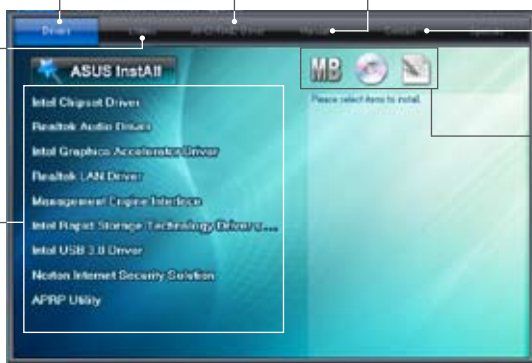 Drivers
Manual
Contact
ASUS InstAll
MB
Intel Chipset Driver
Please select items to install.
Realtek Audio Driver
Intel Graphics Accelerator Driver
Realtek LAN Driver
Management Engine Interface
Intel Rapid Storage Technology Driver s...
Intel USB 3.0 Driver
Norton Internet Security Solution
APRP Utility